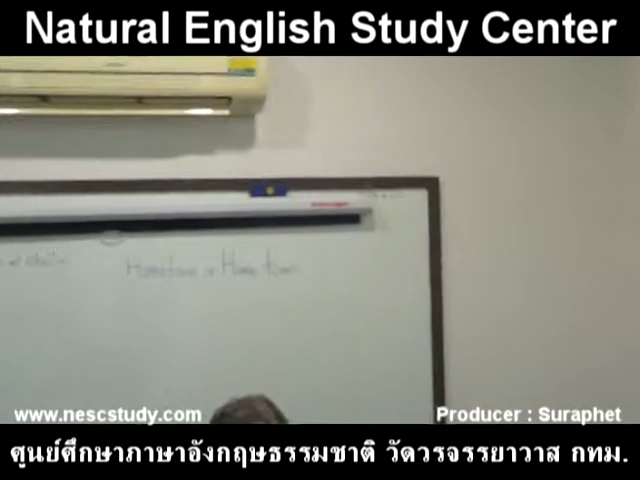 Natural English Study Center
Hometown or Home town
www.nescstudy.com
Producer : Suraphet
ศูนย์ศึกษาภาษาอังกฤษธรรมชาติ วัดวรจรรยาวาส กทม.